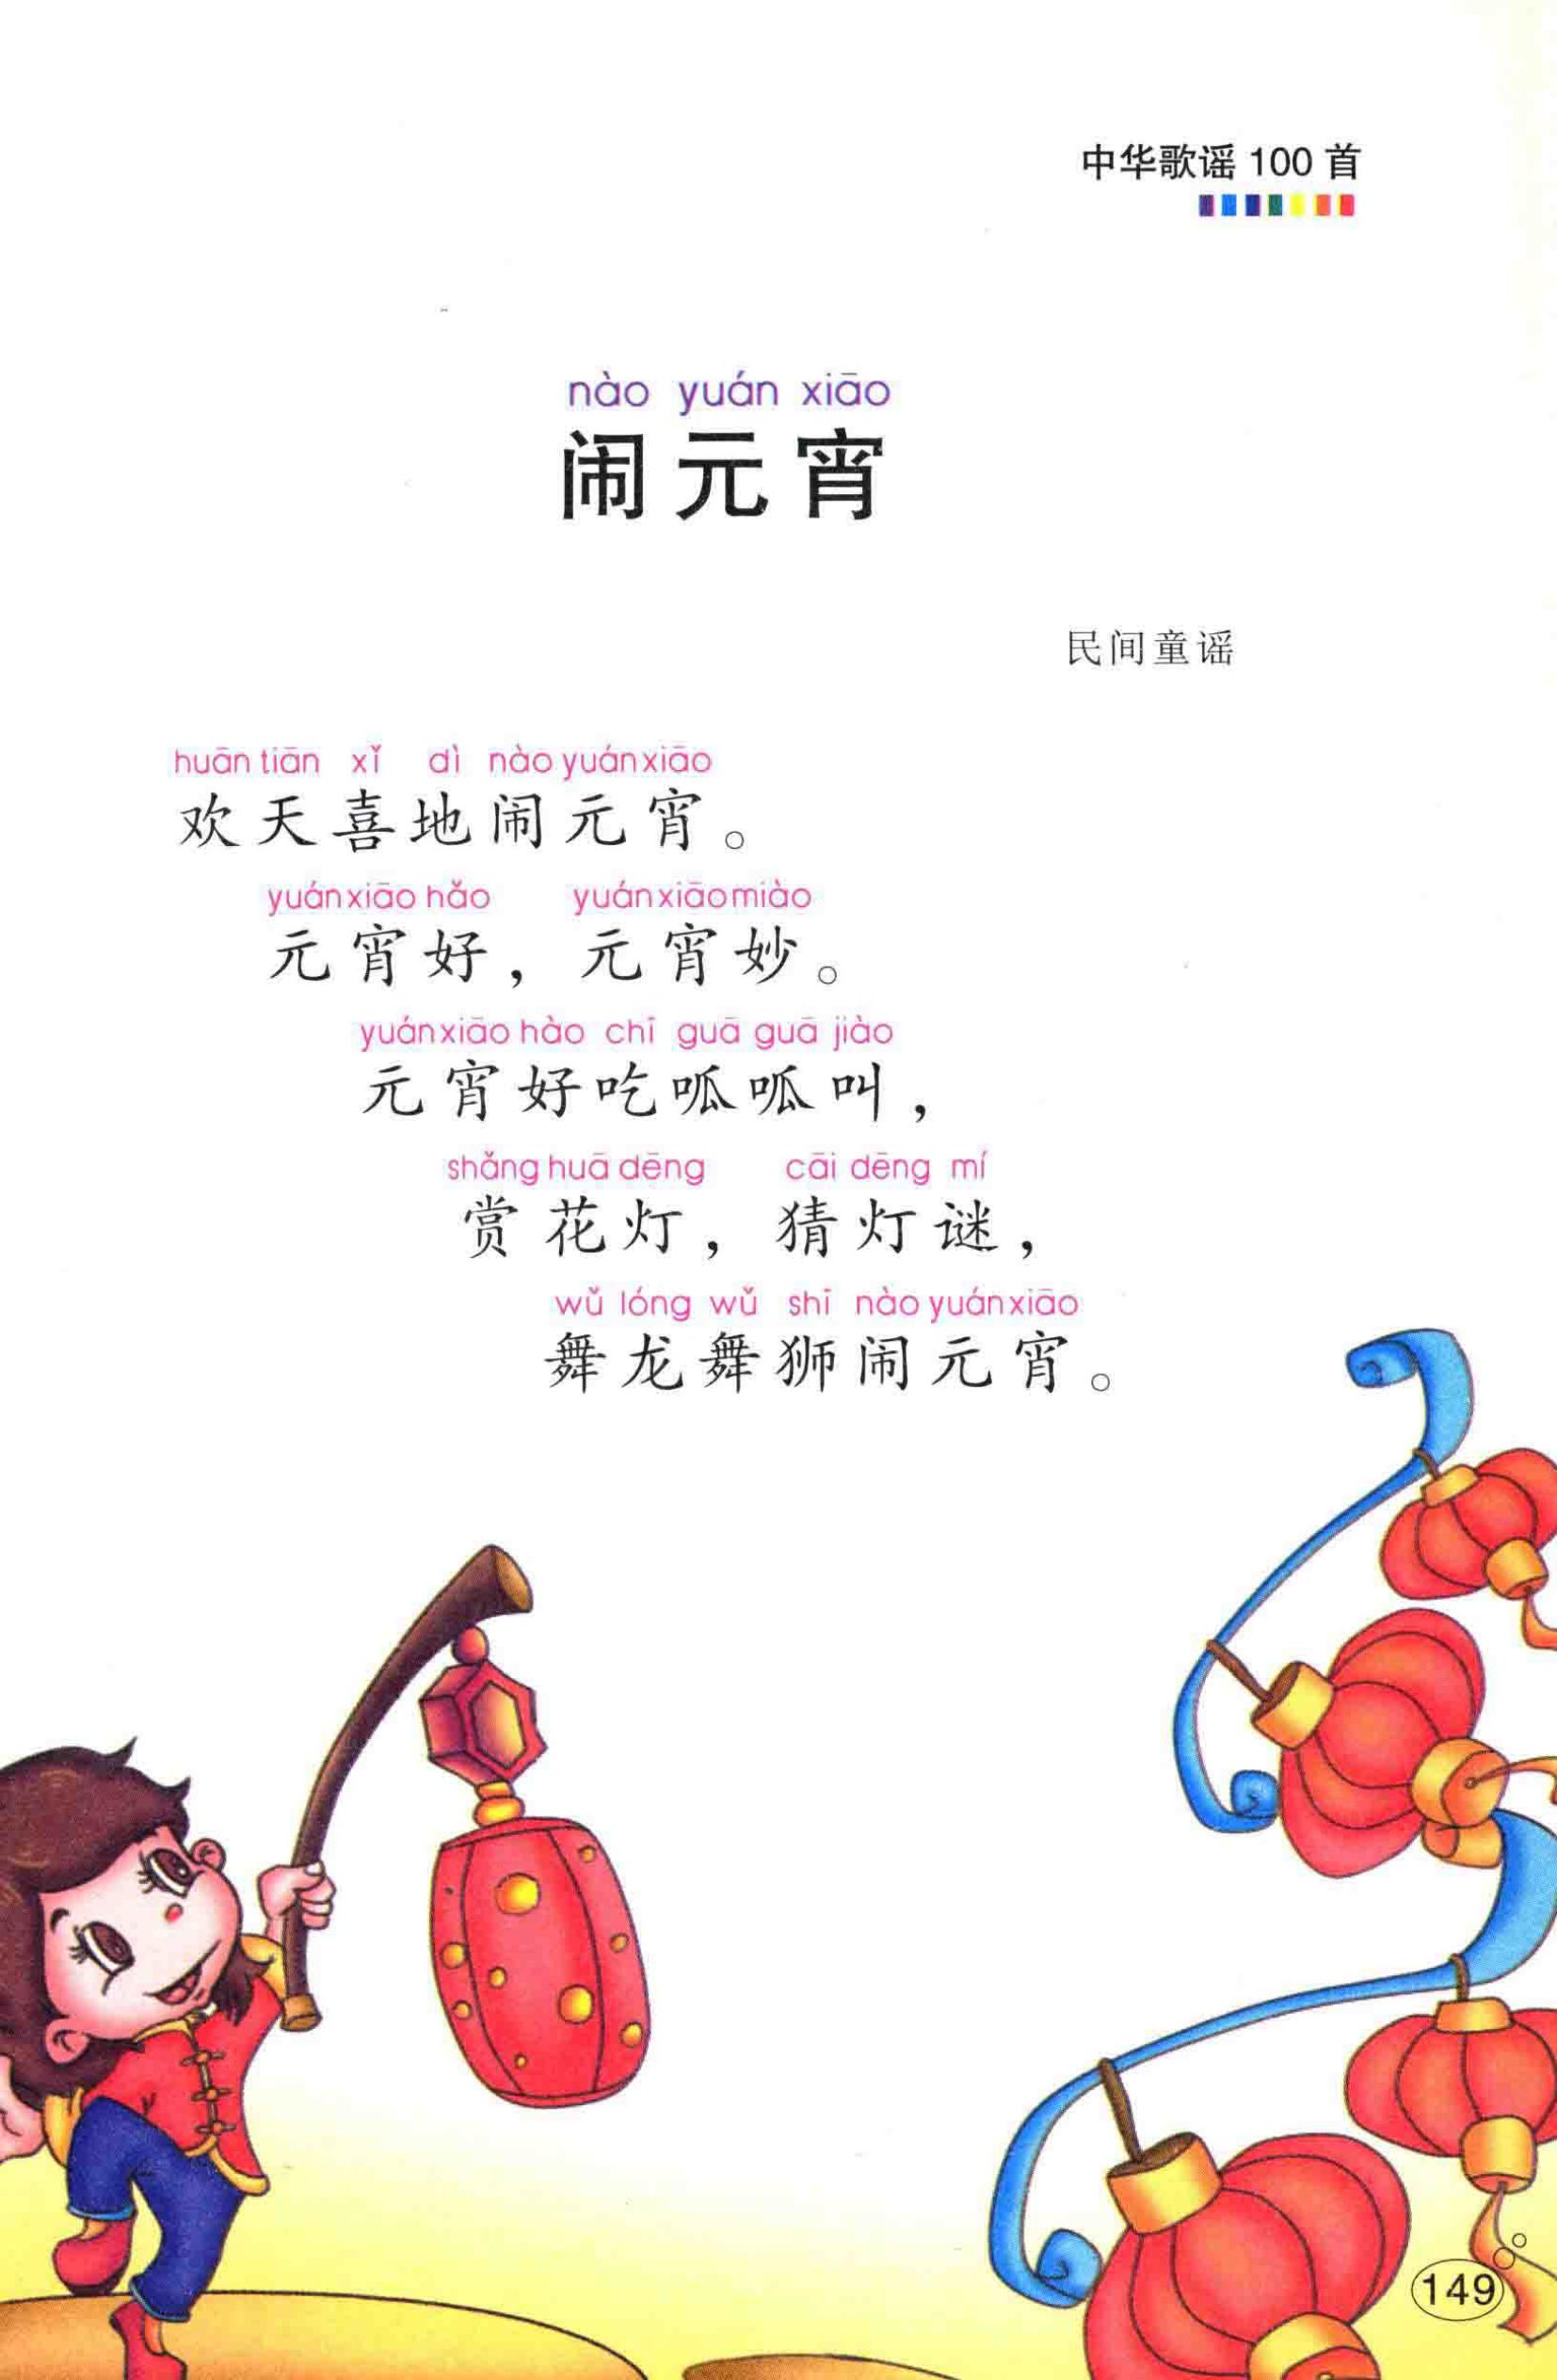 中华歌谣100首
nào yuán xiāo
闹元宵
民间童谣
huān tiān xǐ dì nào yuán xiāo
欢天喜地闹元宵。
yuán xiāo hǎo yuán xiāo miào
元宵好，元宵妙。
yuán xiāo hào chī guā guā jiào
元宵好吃呱呱叫，
shǎng huā dēng cāi dēng mí
赏花灯，猜灯谜，
wǔ lóng wǔ shī nào yuán xiāo
舞龙舞狮闹元宵。
149